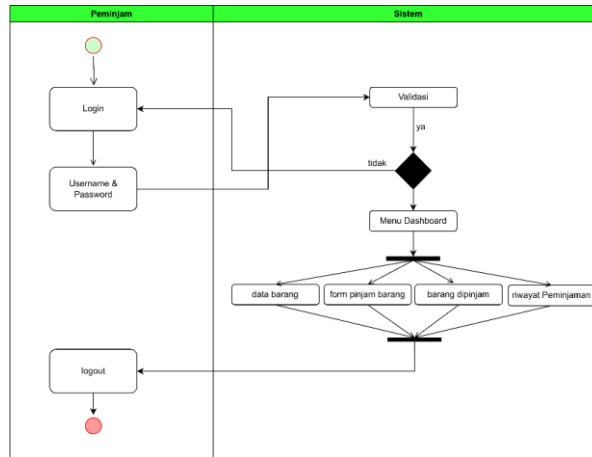 Peminjam
Sistem
Login
Validasi
ya
tidak
Username &
Password
Menu Dashboard
data barang
form pinjam barang
barang dipinjam
riwayat Peminjaman
logout